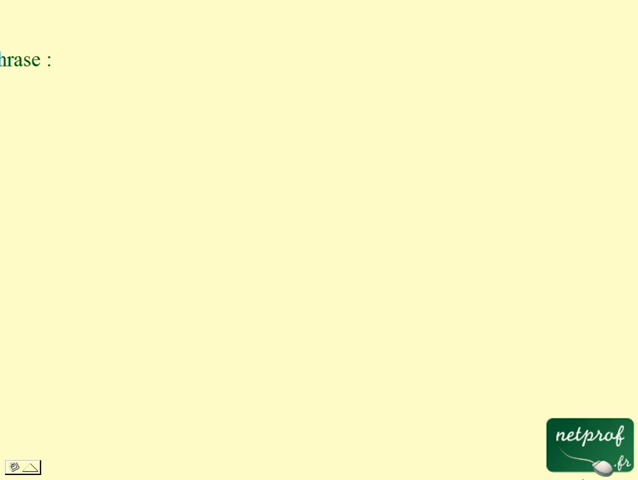 hrase :
netprof
.fr